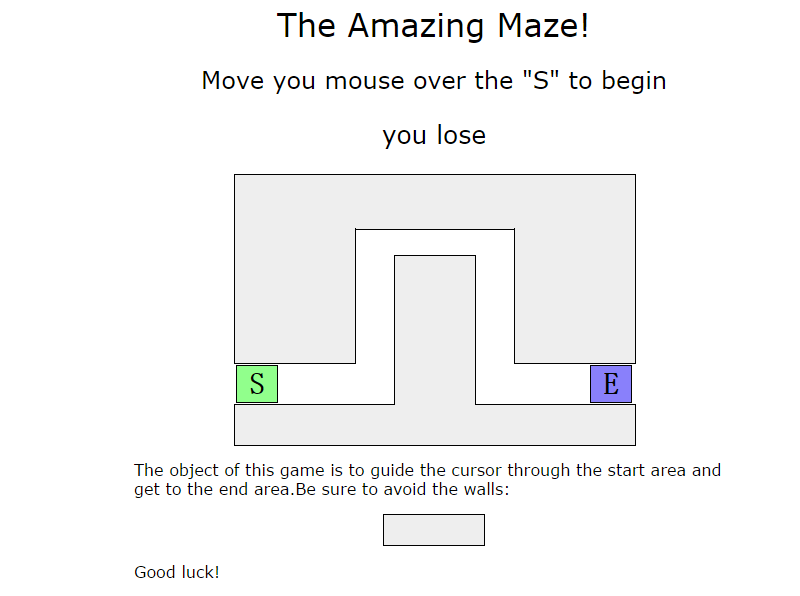 The Amazing Maze!
Move you mouse over the "S" to begin
you lose
S E
The object of this game is to guide the cursor through the start area and
get to the end area.Be sure to avoid the walls:
Good luck!